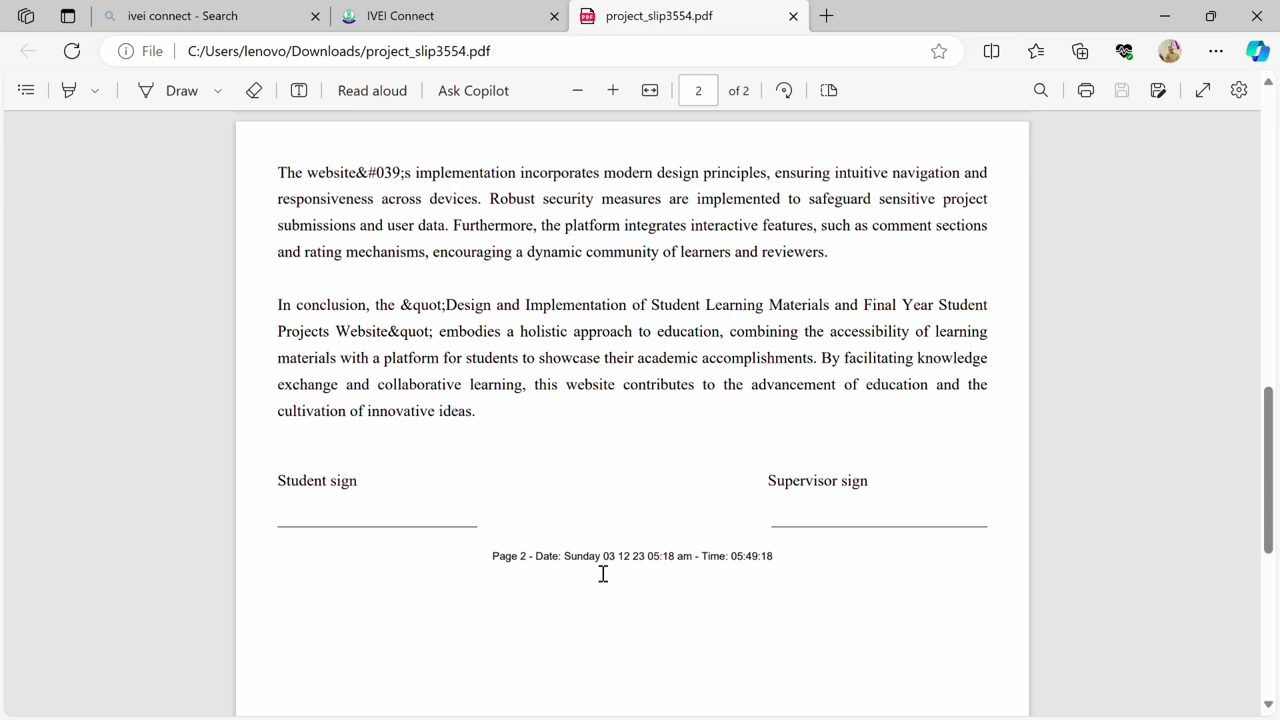 ivei connect - Search
IVEI Connect
project_slip3554.pdf
File
C:/Users/lenovo/Downloads/project_slip3554.pdf
Draw
Read aloud
Ask Copilot
2
of 2
The website&#039;s implementation incorporates modern design principles, ensuring intuitive navigation and
responsiveness across devices. Robust security measures are implemented to safeguard sensitive project
submissions and user data. Furthermore, the platform integrates interactive features, such as comment sections
and rating mechanisms, encouraging a dynamic community of learners and reviewers.
In conclusion, the &quot;Design and Implementation of Student Learning Materials and Final Year Student
Projects Website&quot; embodies a holistic approach to education, combining the accessibility of learning
materials with a platform for students to showcase their academic accomplishments. By facilitating knowledge
exchange and collaborative learning, this website contributes to the advancement of education and the
cultivation of innovative ideas.
Student sign
Supervisor sign
Page 2 - Date: Sunday 03 12 23 05:18 am - Time: 05:49:18